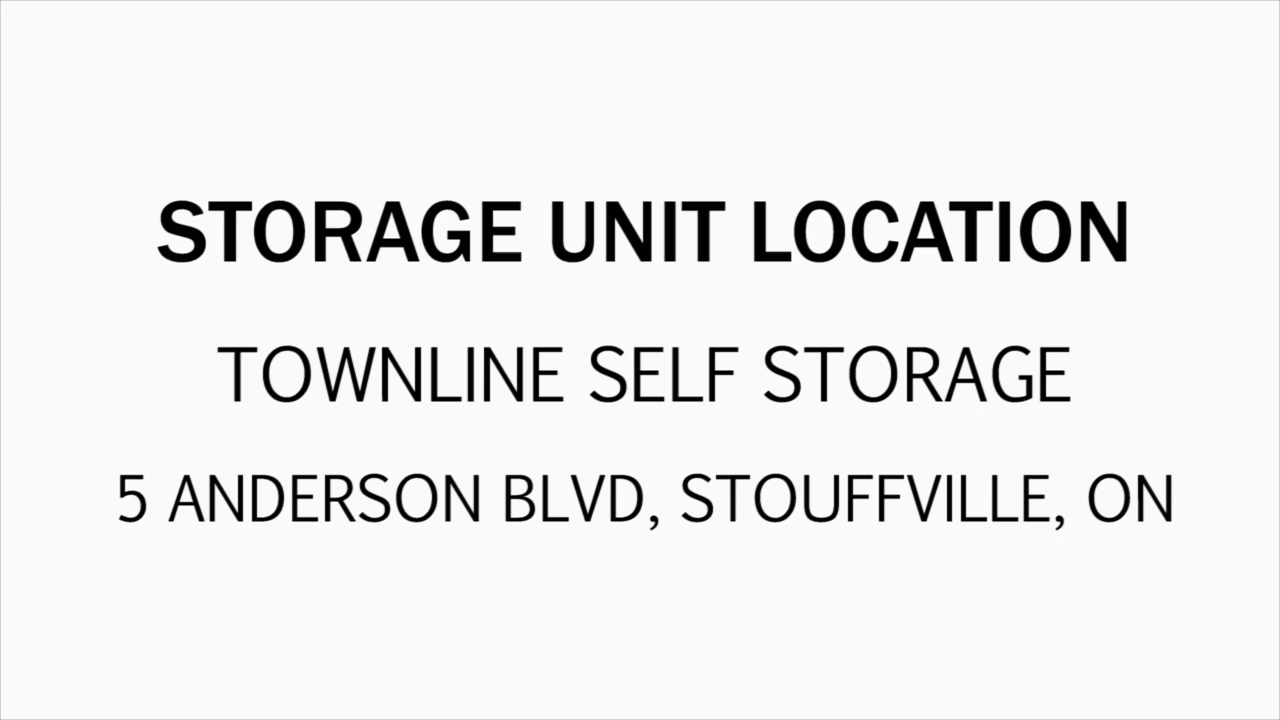 STORAGE UNIT LOCATION
TOWNLINE SELF STORAGE
5 ANDERSON BLVD, STOUFFVILLE, ON